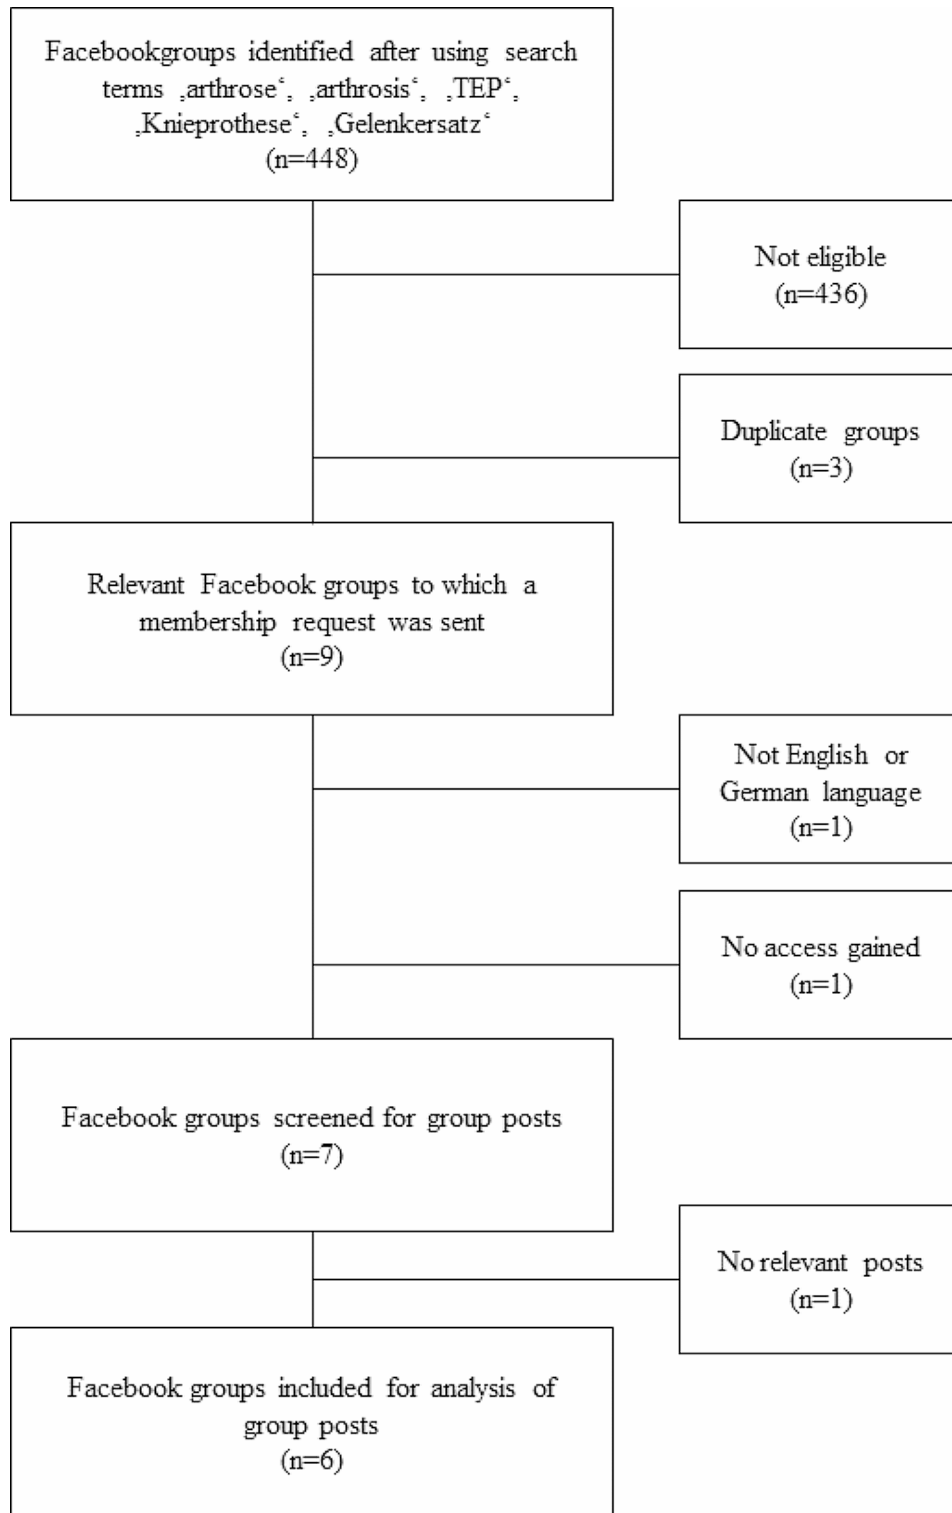 Facebookgroups identified after using search
terms ‚arthrose‘, ‚arthrosis‘, ‚TEP‘,
‚Knieprothese‘, ‚Gelenkersatz‘
(n=448)
Not eligible
(n=436)
Duplicate groups
(n=3)
Relevant Facebook groups to which a
membership request was sent
(n=9)
Not English or
German language
(n=1)
No access gained
(n=1)
Facebook groups screened for group posts
(n=7)
No relevant posts
(n=1)
Facebook groups included for analysis of
group posts
(n=6)